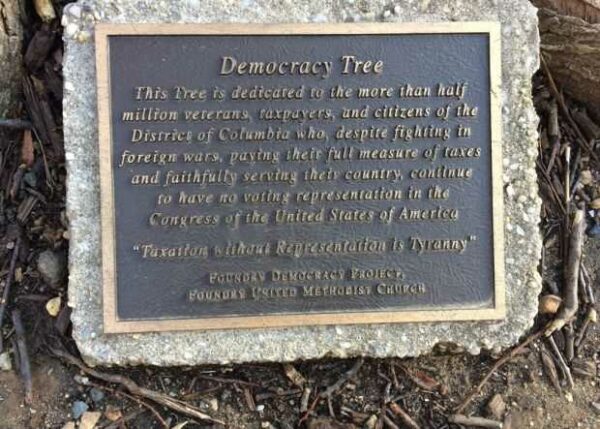 Democracy Tree
This Tree is dedicated to the more than half
million veterans, taxpayers, and citizens of the
District of Columbia who, despite fighting in
foreign wars, paying their full measure of taxes
and faithfully serving their country, continue
to have no voting representation in the
Congress of the United States of America
"Taxation without Representation is Tyranny"
Foundry Democracy Project,
Foundry United Methodist Church